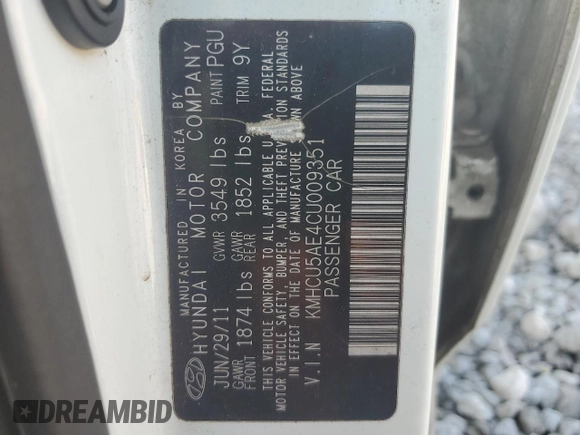 MANUFACTURED IN KOREA BY
HYUNDAI MOTOR COMPANY
JUN/29/11 GVWR 3549 lbs PAINT PGU
GAWR FRONT 1874 lbs GAWR REAR 1852 lbs TRIM 9Y
THIS VEHICLE CONFORMS TO ALL APPLICABLE U. A. FEDERAL
MOTOR VEHICLE SAFETY, BUMPER, AND THEFT PREVENTION STANDARDS
IN EFFECT ON THE DATE OF MANUFACTURE SHOWN ABOVE
V.I.N KMHCU5AE4CU009351
PASSENGER CAR
DREAMBID